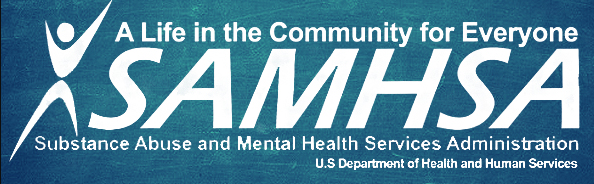 A Life in the Community for Everyone
SAMHSA
Substance Abuse and Mental Health Services Administration
U.S Department of Health and Human Services